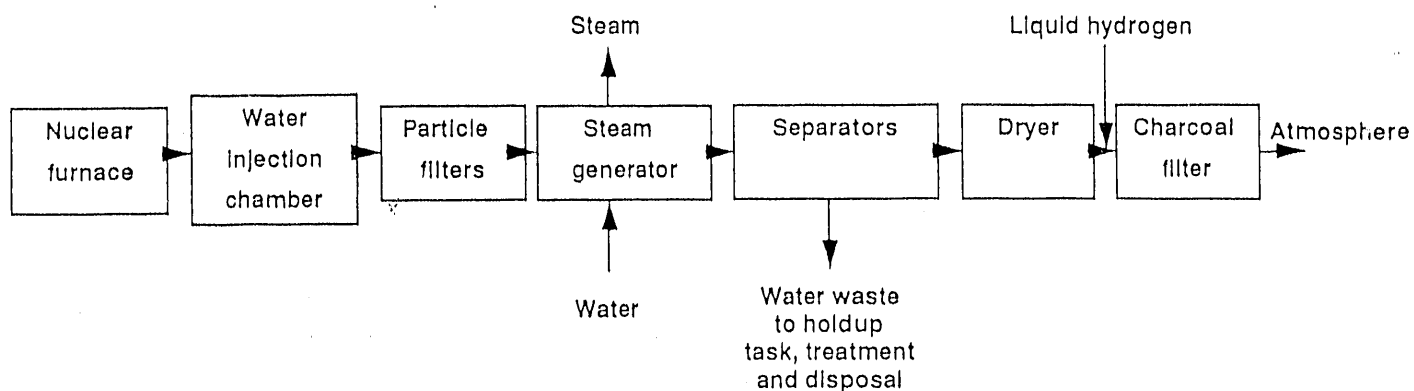 Steam
Liquid hydrogen
Nuclear
furnace
Water
injection
chamber
Particle
filters
Steam
generator
Separators
Dryer
Charcoal
filter
Atmosphere
Water
Water waste
to holdup
task, treatment
and disposal